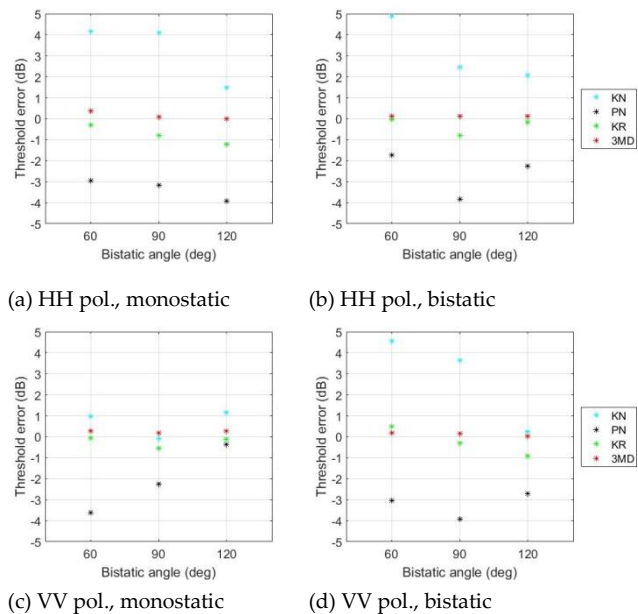 5
4
3
2
1
0
-1
-2
-3
-4
-5
Threshold error (dB)
60 90 120
Bistatic angle (deg)
5
4
3
2
1
0
-1
-2
-3
-4
-5
Threshold error (dB)
60 90 120
Bistatic angle (deg)
KN
PN
KR
3MD
(a) HH pol., monostatic
(b) HH pol., bistatic
5
4
3
2
1
0
-1
-2
-3
-4
-5
Threshold error (dB)
60 90 120
Bistatic angle (deg)
5
4
3
2
1
0
-1
-2
-3
-4
-5
Threshold error (dB)
60 90 120
Bistatic angle (deg)
KN
PN
KR
3MD
(c) VV pol., monostatic
(d) VV pol., bistatic